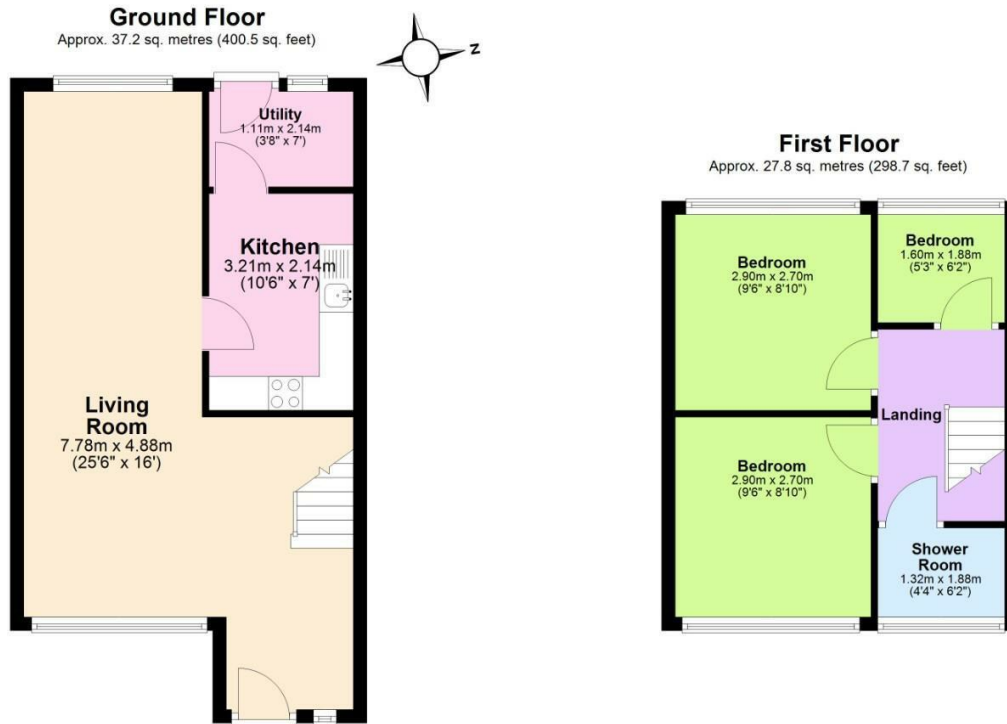 Ground Floor
Approx. 37.2 sq. metres (400.5 sq. feet)
N
Utility
1.11m x 2.14m
(3'8" x 7')
Kitchen
3.21m x 2.14m
(10'6" x 7')
Living
Room
7.78m x 4.88m
(25'6" x 16')
First Floor
Approx. 27.8 sq. metres (298.7 sq. feet)
Bedroom
2.90m x 2.70m
(9'6" x 8'10")
Bedroom
1.60m x 1.88m
(5'3" x 6'2")
Landing
Bedroom
2.90m x 2.70m
(9'6" x 8'10")
Shower
Room
1.32m x 1.88m
(4'4" x 6'2")